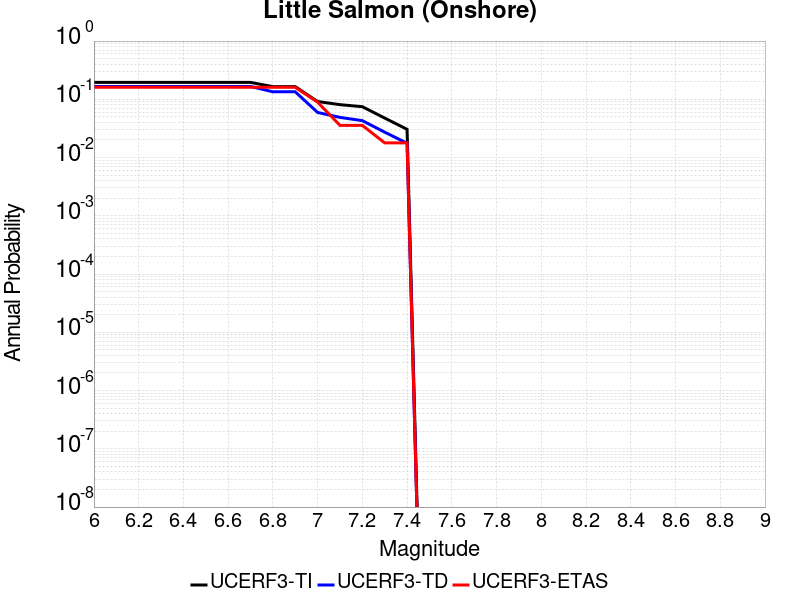 Little Salmon (Onshore)
10^0
10^-1
10^-2
10^-3
10^-4
10^-5
10^-6
10^-7
10^-8
Annual Probability
6 6.2 6.4 6.6 6.8 7 7.2 7.4 7.6 7.8 8 8.2 8.4 8.6 8.8 9
Magnitude
UCERF3-TI UCERF3-TD UCERF3-ETAS